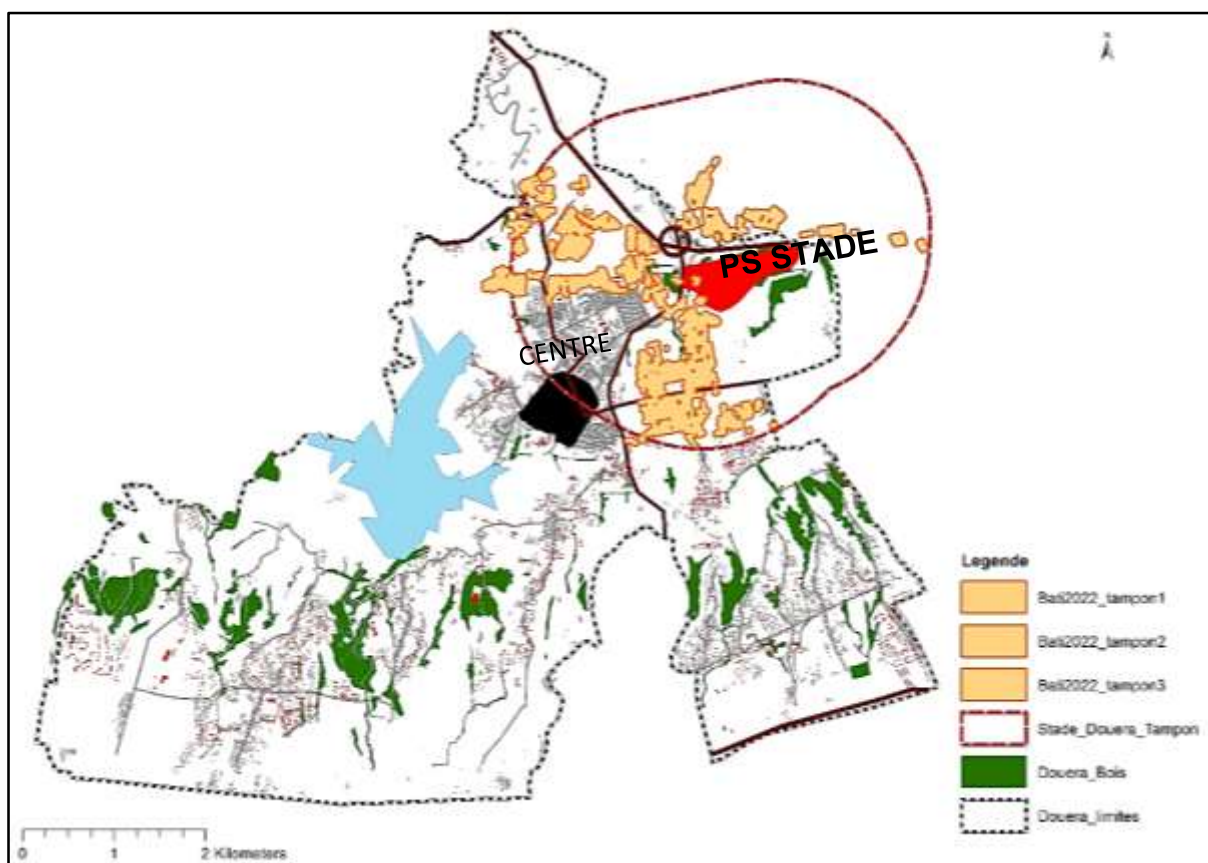 PS STADE
CENTRE
Legende
Bati2022_tampon1
Bati2022_tampon2
Bati2022_tampon3
Stade_Douera_Tampon
Douera_Bois
Douera_limites
0 1 2 Kilometers